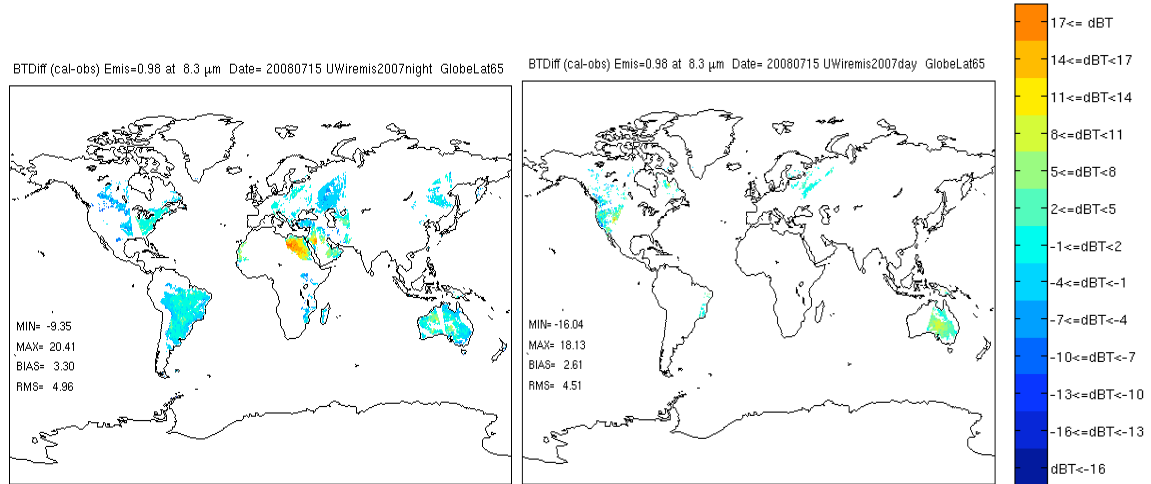 BTDiff (cal-obs) Emis=0.98 at 8.3 μm Date= 20080715 UWiremis2007night GlobeLat65
MIN= -9.35
MAX= 20.41
BIAS= 3.30
RMS= 4.96
BTDiff (cal-obs) Emis=0.98 at 8.3 μm Date= 20080715 UWiremis2007day GlobeLat65
MIN= -16.04
MAX= 18.13
BIAS= 2.61
RMS= 4.51
17<= dBT
14<=dBT<17
11<=dBT<14
8<=dBT<11
5<=dBT<8
2<=dBT<5
-1<=dBT<2
-4<=dBT<-1
-7<=dBT<-4
-10<=dBT<-7
-13<=dBT<-10
-16<=dBT<-13
dBT<-16